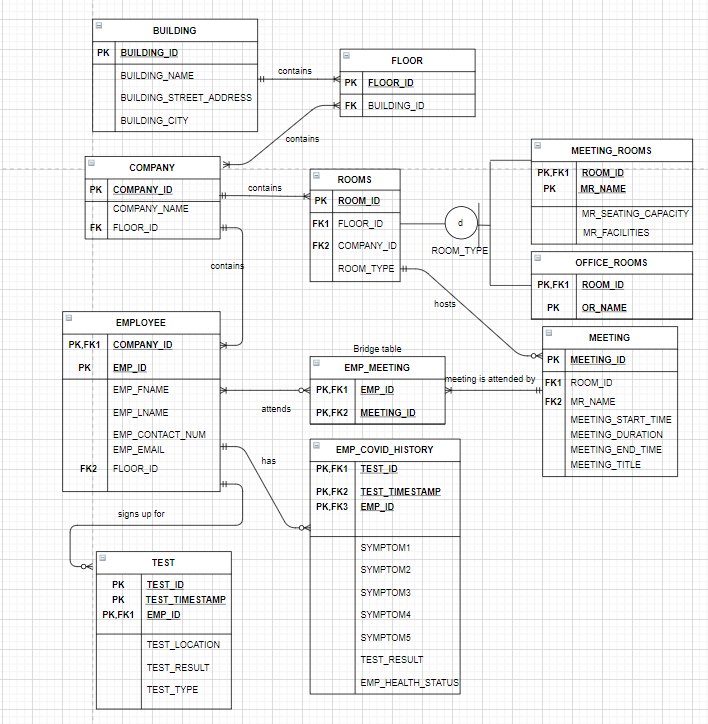 BUILDING
PK BUILDING_ID
BUILDING_NAME
BUILDING_STREET_ADDRESS
BUILDING_CITY
contains
FLOOR
PK FLOOR_ID
FK BUILDING_ID
contains
COMPANY
PK COMPANY_ID
COMPANY_NAME
FK FLOOR_ID
contains
ROOMS
PK ROOM_ID
FK1 FLOOR_ID
FK2 COMPANY_ID
ROOM_TYPE
d
ROOM_TYPE
MEETING_ROOMS
PK,FK1 ROOM_ID
PK MR_NAME
MR_SEATING_CAPACITY
MR_FACILITIES
OFFICE_ROOMS
PK,FK1 ROOM_ID
PK OR_NAME
contains
hosts
EMPLOYEE
PK,FK1 COMPANY_ID
PK EMP_ID
EMP_FNAME
EMP_LNAME
EMP_CONTACT_NUM
EMP_EMAIL
FK2 FLOOR_ID
attends
Bridge table
EMP_MEETING
PK,FK1 EMP_ID
PK,FK2 MEETING_ID
meeting is attended by
MEETING
PK MEETING_ID
FK1 ROOM_ID
FK2 MR_NAME
MEETING_START_TIME
MEETING_DURATION
MEETING_END_TIME
MEETING_TITLE
has
EMP_COVID_HISTORY
PK,FK1 TEST_ID
PK,FK2 TEST_TIMESTAMP
PK,FK3 EMP_ID
SYMPTOM1
SYMPTOM2
SYMPTOM3
SYMPTOM4
SYMPTOM5
TEST_RESULT
EMP_HEALTH_STATUS
signs up for
TEST
PK TEST_ID
PK TEST_TIMESTAMP
PK,FK1 EMP_ID
TEST_LOCATION
TEST_RESULT
TEST_TYPE